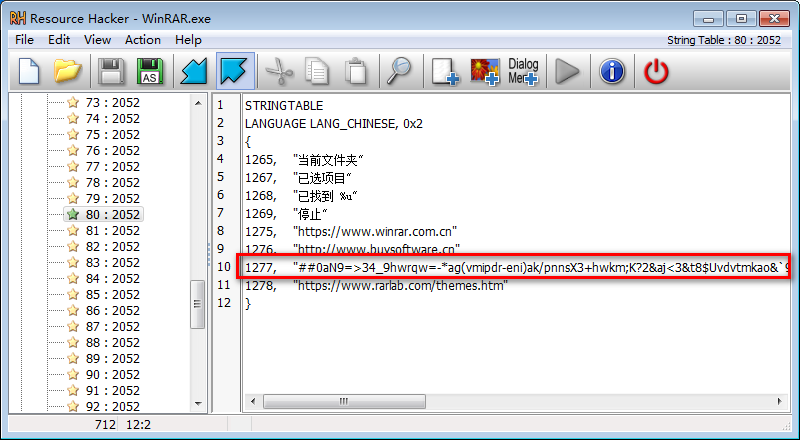 Resource Hacker - WinRAR.exe
File Edit View Action Help
String Table : 80 : 2052
AS
Dialog
Menu
73 : 2052
74 : 2052
75 : 2052
76 : 2052
77 : 2052
78 : 2052
79 : 2052
80 : 2052
81 : 2052
82 : 2052
83 : 2052
84 : 2052
85 : 2052
86 : 2052
87 : 2052
88 : 2052
89 : 2052
90 : 2052
91 : 2052
92 : 2052
1 STRINGTABLE
2 LANGUAGE LANG_CHINESE, 0x2
3 {
4 1265, "当前文件夹"
5 1267, "已选项目"
6 1268, "已找到 %u"
7 1269, "停止"
8 1275, "https://www.winrar.com.cn"
9 1276, "http://www.buysoftware.cn"
10 1277, "##0aN9=>34_9hwrqw=-*ag(vmipdr-eni)ak/pnnsX3+hwkm;K?2&aj<3&t8$Uvdvtmkao&`9
11 1278, "https://www.rarlab.com/themes.htm"
12 }
712 12:2